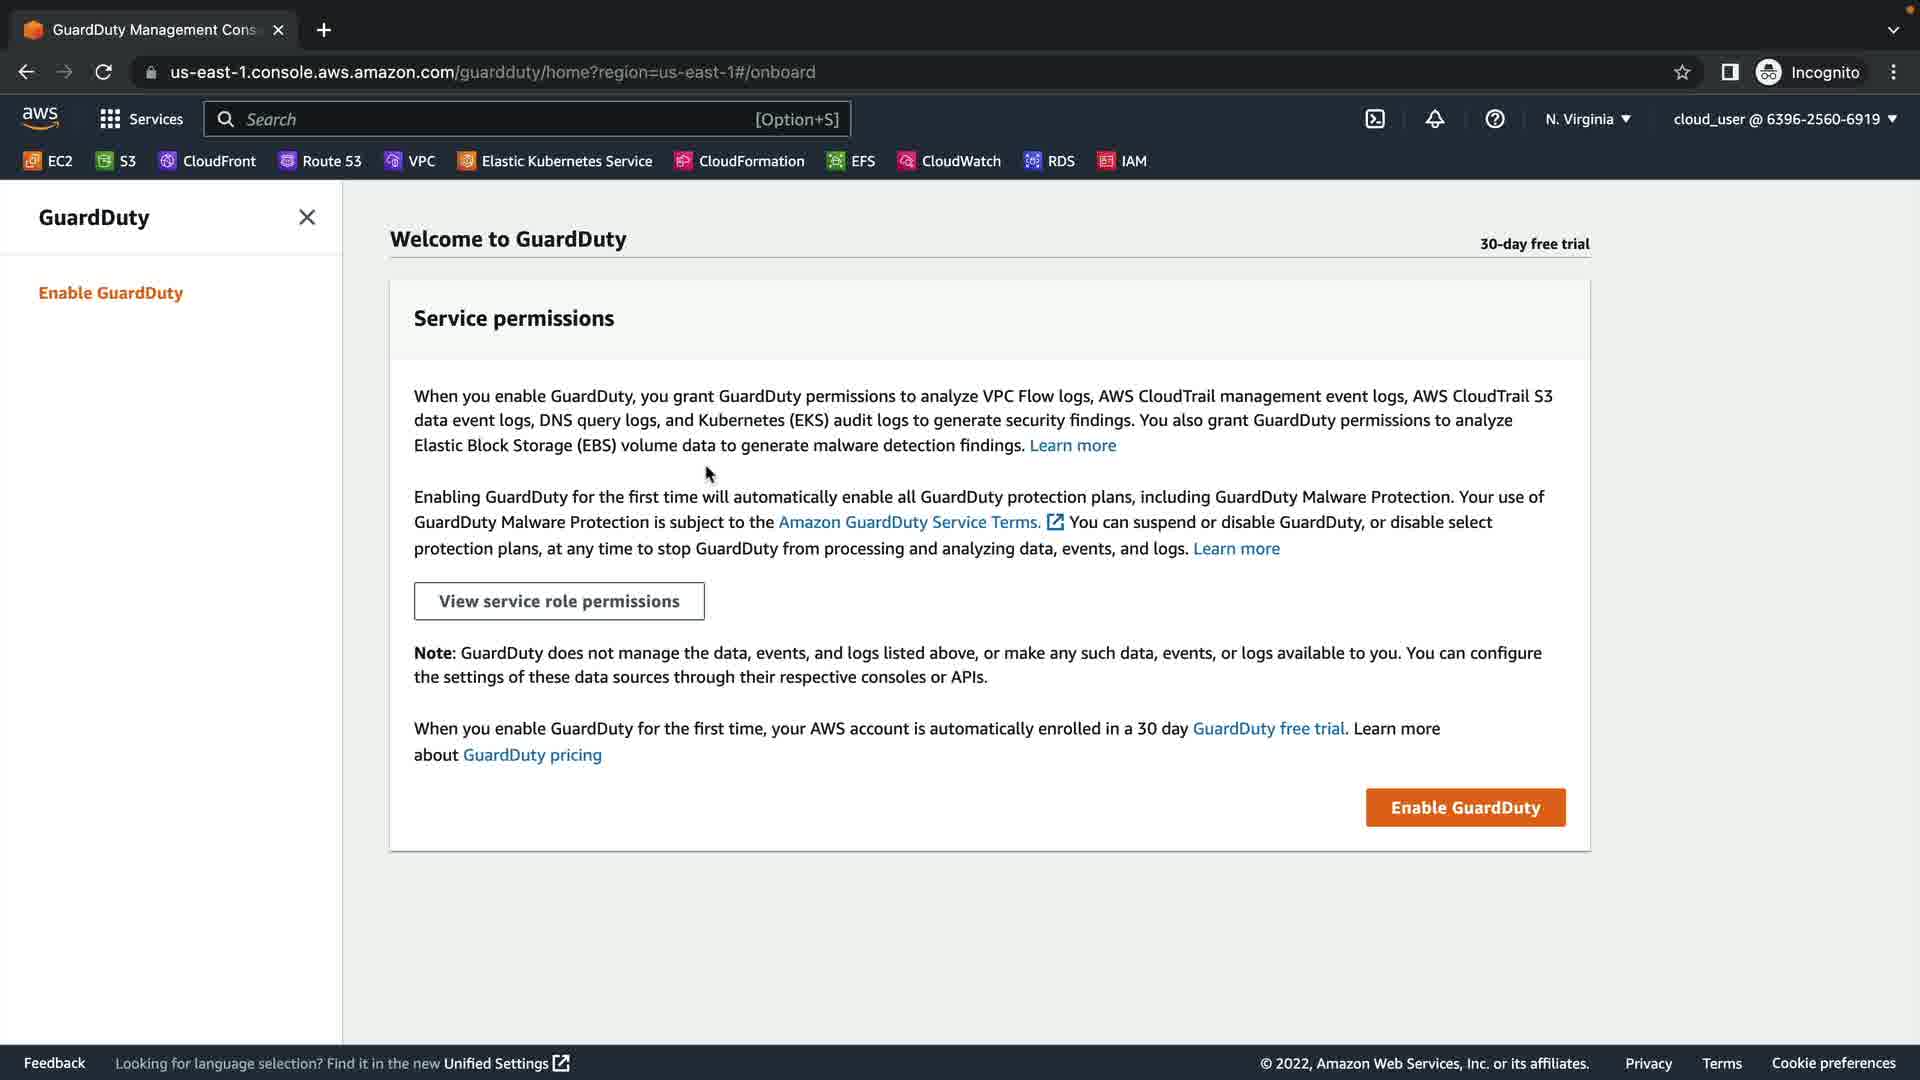 GuardDuty Management Cons
us-east-1.console.aws.amazon.com/guardduty/home?region=us-east-1#/onboard
Incognito
aws
Services
Search
[Option+S]
N. Virginia
cloud_user @ 6396-2560-6919
EC2
S3
CloudFront
Route 53
VPC
Elastic Kubernetes Service
CloudFormation
EFS
CloudWatch
RDS
IAM
GuardDuty
Enable GuardDuty
Welcome to GuardDuty
30-day free trial
Service permissions
When you enable GuardDuty, you grant GuardDuty permissions to analyze VPC Flow logs, AWS CloudTrail management event logs, AWS CloudTrail S3
data event logs, DNS query logs, and Kubernetes (EKS) audit logs to generate security findings. You also grant GuardDuty permissions to analyze
Elastic Block Storage (EBS) volume data to generate malware detection findings. Learn more
Enabling GuardDuty for the first time will automatically enable all GuardDuty protection plans, including GuardDuty Malware Protection. Your use of
GuardDuty Malware Protection is subject to the Amazon GuardDuty Service Terms. You can suspend or disable GuardDuty, or disable select
protection plans, at any time to stop GuardDuty from processing and analyzing data, events, and logs. Learn more
View service role permissions
Note: GuardDuty does not manage the data, events, and logs listed above, or make any such data, events, or logs available to you. You can configure
the settings of these data sources through their respective consoles or APIs.
When you enable GuardDuty for the first time, your AWS account is automatically enrolled in a 30 day GuardDuty free trial. Learn more
about GuardDuty pricing
Enable GuardDuty
Feedback
Looking for language selection? Find it in the new Unified Settings
© 2022, Amazon Web Services, Inc. or its affiliates.
Privacy
Terms
Cookie preferences